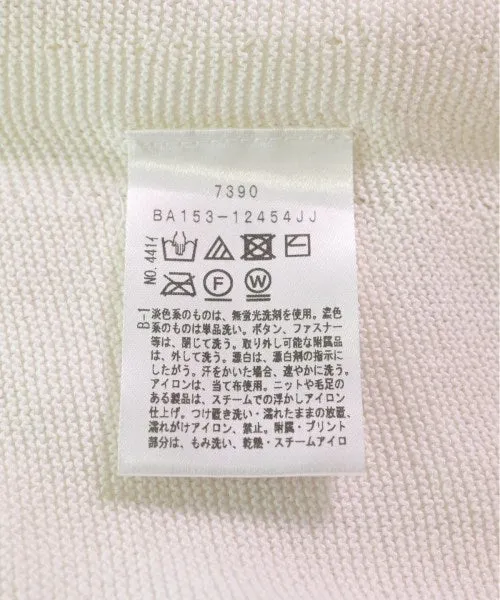 7390
BA153-12454JJ
NO.441イ
F
W
B-1
淡色系のものは、無蛍光洗剤を使用。濃色
系のものは単品洗い。ボタン、ファスナー
等は、閉じて洗う。取り外し可能な附属品
は、外して洗う。漂白は、漂白剤の指示に
したがう。汗をかいた場合、速やかに洗う。
アイロンは、当て布使用。ニットや毛足の
ある製品は、スチームでの浮かしアイロン
仕上げ。つけ置き洗い・濡れたままの放置、
濡れがけアイロン、禁止。附属・プリント
部分は、もみ洗い、乾熱・スチームアイロ